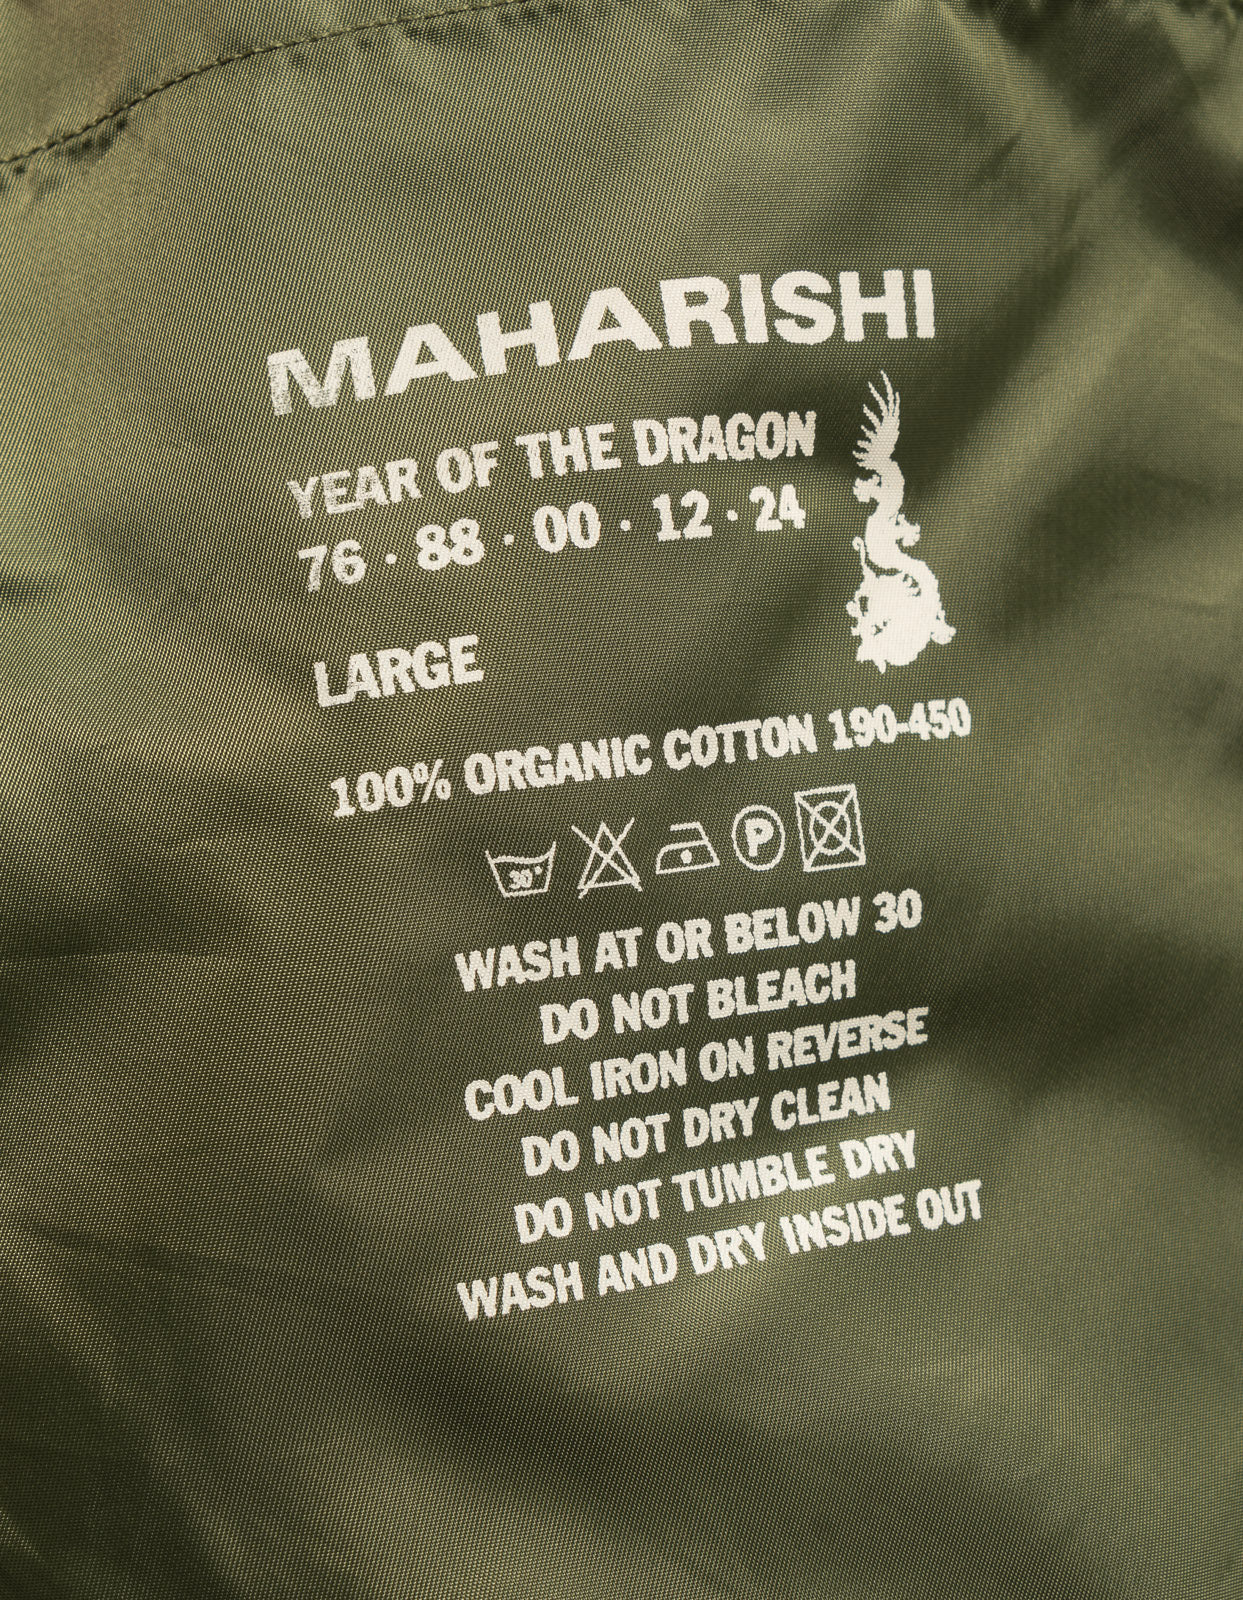 MAHARISHI
YEAR OF THE DRAGON
76 · 88 · 00 · 12 · 24
LARGE
100% ORGANIC COTTON 190-450
30° P
WASH AT OR BELOW 30
DO NOT BLEACH
COOL IRON ON REVERSE
DO NOT DRY CLEAN
DO NOT TUMBLE DRY
WASH AND DRY INSIDE OUT